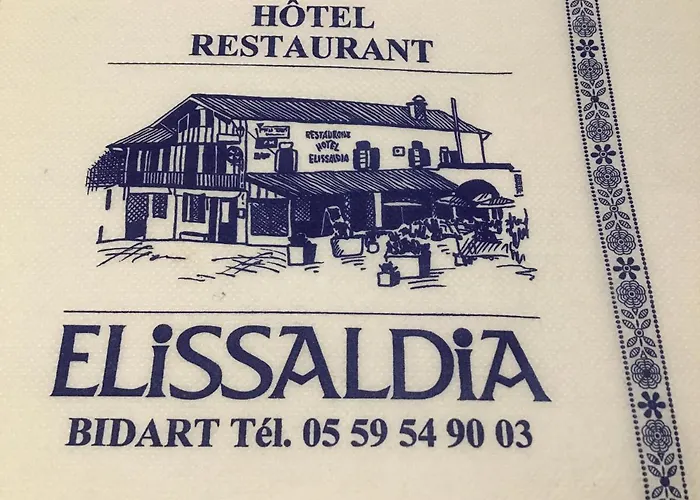 HÔTEL
RESTAURANT
RESTAURANT
HOTEL
ELISSALDIA
ELiSSALDiA
BIDART Tél. 05 59 54 90 03